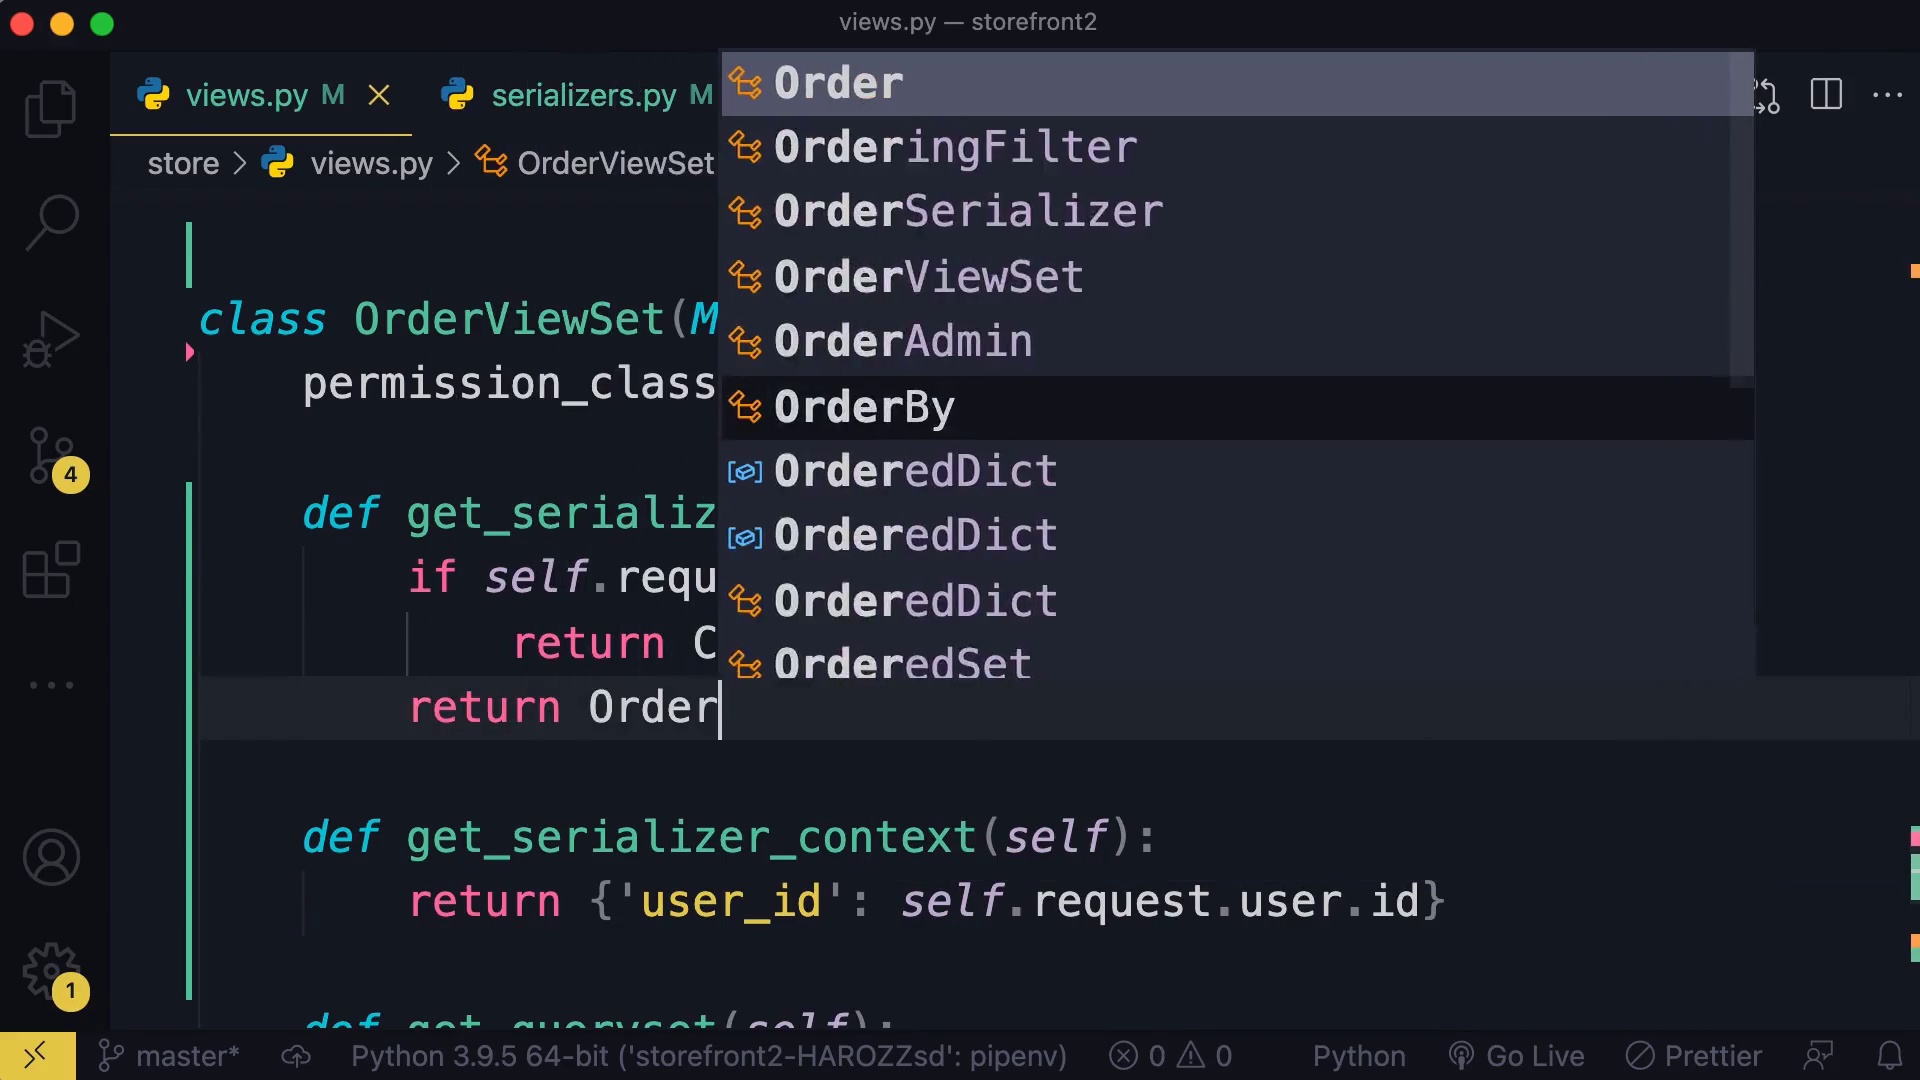 views.py — storefront2
views.py M
serializers.py M
store > views.py > OrderViewSet
Order
OrderingFilter
OrderSerializer
OrderViewSet
OrderAdmin
OrderBy
OrderedDict
OrderedDict
OrderedDict
OrderedSet
class OrderViewSet(M
permission_class
def get_serializ
if self.requ
return C
return Order
def get_serializer_context(self):
return {'user_id': self.request.user.id}
def get_queryset(self):
4
1
master* Python 3.9.5 64-bit ('storefront2-HAROZZsd': pipenv) 0 0 Python Go Live Prettier